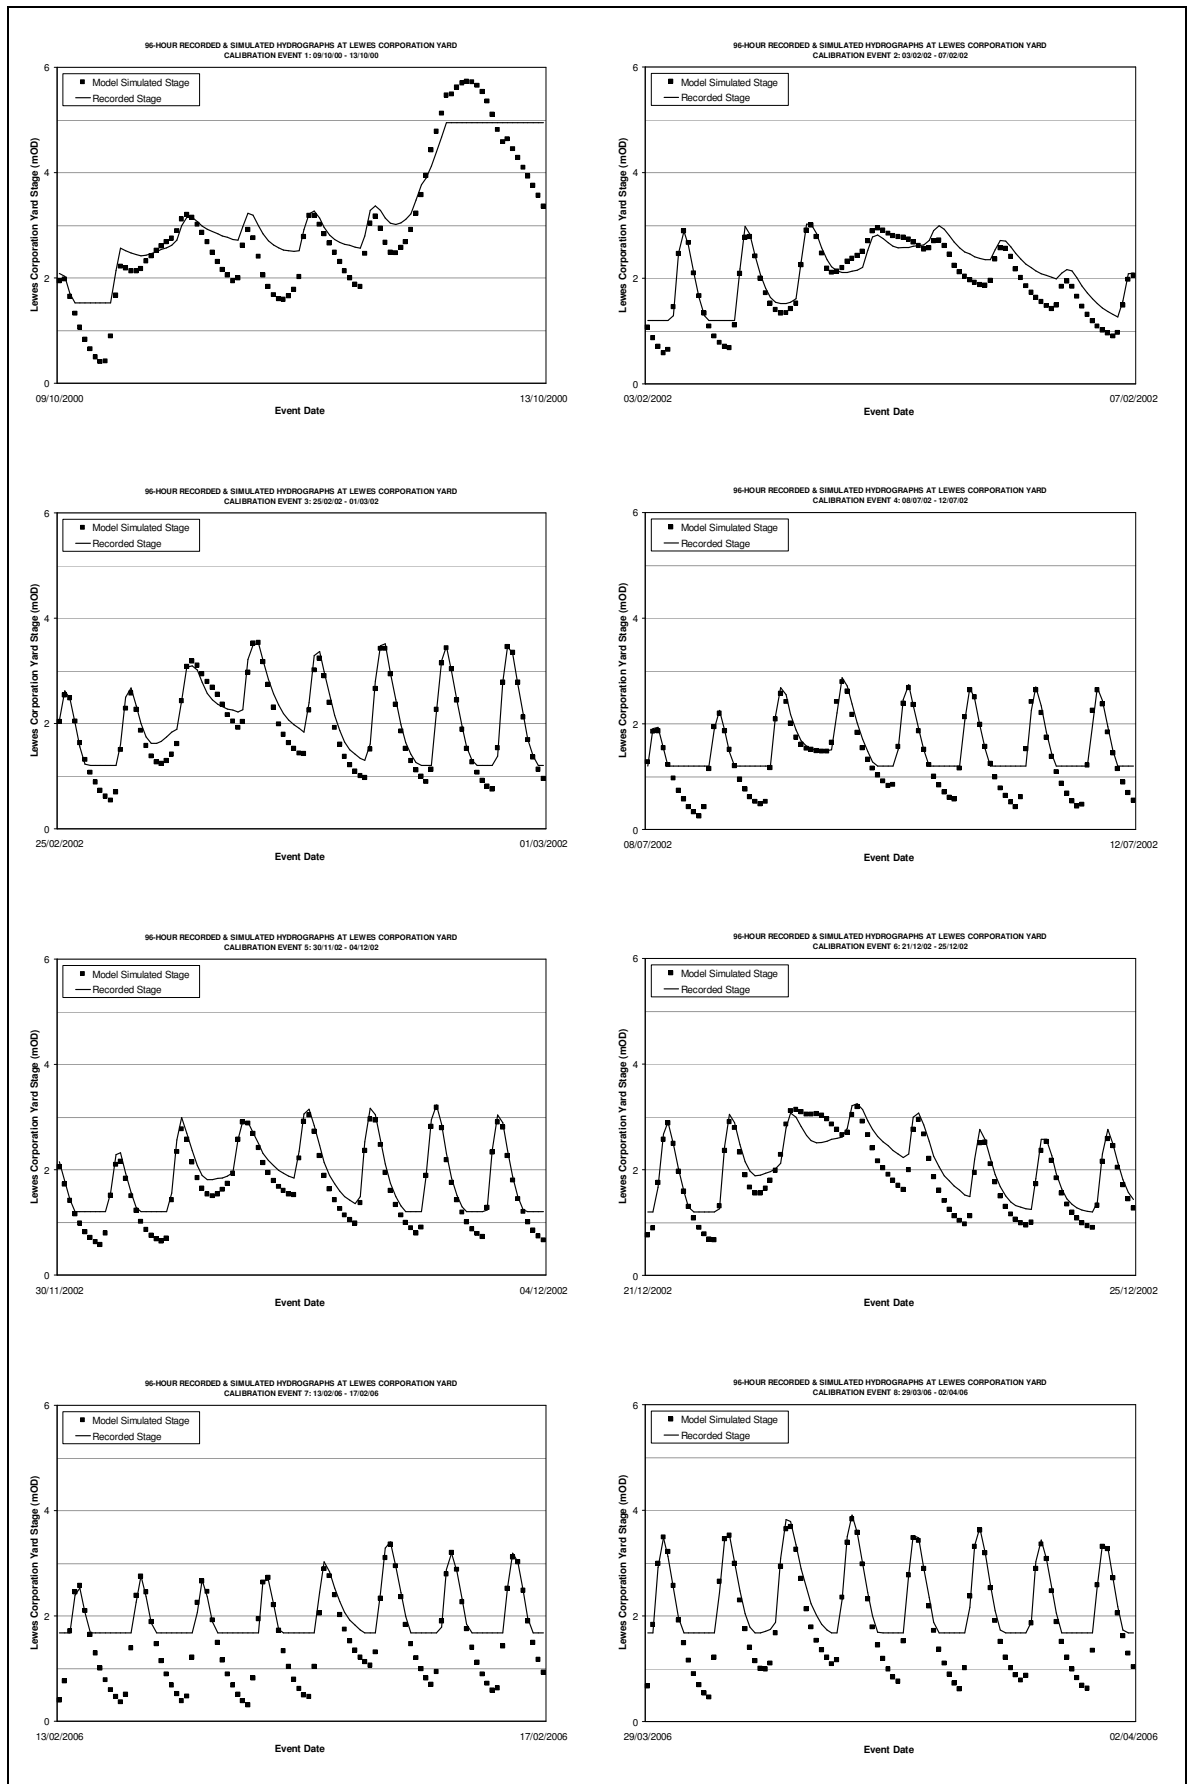 96-HOUR RECORDED & SIMULATED HYDROGRAPHS AT LEWES CORPORATION YARD
CALIBRATION EVENT 1: 09/10/00 - 13/10/00
6
Model Simulated Stage
Recorded Stage
4
2
0
Lewes Corporation Yard Stage (mOD)
09/10/2000
13/10/2000
Event Date
96-HOUR RECORDED & SIMULATED HYDROGRAPHS AT LEWES CORPORATION YARD
CALIBRATION EVENT 2: 03/02/02 - 07/02/02
6
Model Simulated Stage
Recorded Stage
4
2
0
Lewes Corporation Yard Stage (mOD)
03/02/2002
07/02/2002
Event Date
96-HOUR RECORDED & SIMULATED HYDROGRAPHS AT LEWES CORPORATION YARD
CALIBRATION EVENT 3: 25/02/02 - 01/03/02
6
Model Simulated Stage
Recorded Stage
4
2
0
Lewes Corporation Yard Stage (mOD)
25/02/2002
01/03/2002
Event Date
96-HOUR RECORDED & SIMULATED HYDROGRAPHS AT LEWES CORPORATION YARD
CALIBRATION EVENT 4: 08/07/02 - 12/07/02
6
Model Simulated Stage
Recorded Stage
4
2
0
Lewes Corporation Yard Stage (mOD)
08/07/2002
12/07/2002
Event Date
96-HOUR RECORDED & SIMULATED HYDROGRAPHS AT LEWES CORPORATION YARD
CALIBRATION EVENT 5: 30/11/02 - 04/12/02
6
Model Simulated Stage
Recorded Stage
4
2
0
Lewes Corporation Yard Stage (mOD)
30/11/2002
04/12/2002
Event Date
96-HOUR RECORDED & SIMULATED HYDROGRAPHS AT LEWES CORPORATION YARD
CALIBRATION EVENT 6: 21/12/02 - 25/12/02
6
Model Simulated Stage
Recorded Stage
4
2
0
Lewes Corporation Yard Stage (mOD)
21/12/2002
25/12/2002
Event Date
96-HOUR RECORDED & SIMULATED HYDROGRAPHS AT LEWES CORPORATION YARD
CALIBRATION EVENT 7: 13/02/06 - 17/02/06
6
Model Simulated Stage
Recorded Stage
4
2
0
Lewes Corporation Yard Stage (mOD)
13/02/2006
17/02/2006
Event Date
96-HOUR RECORDED & SIMULATED HYDROGRAPHS AT LEWES CORPORATION YARD
CALIBRATION EVENT 8: 29/03/06 - 02/04/06
6
Model Simulated Stage
Recorded Stage
4
2
0
Lewes Corporation Yard Stage (mOD)
29/03/2006
02/04/2006
Event Date